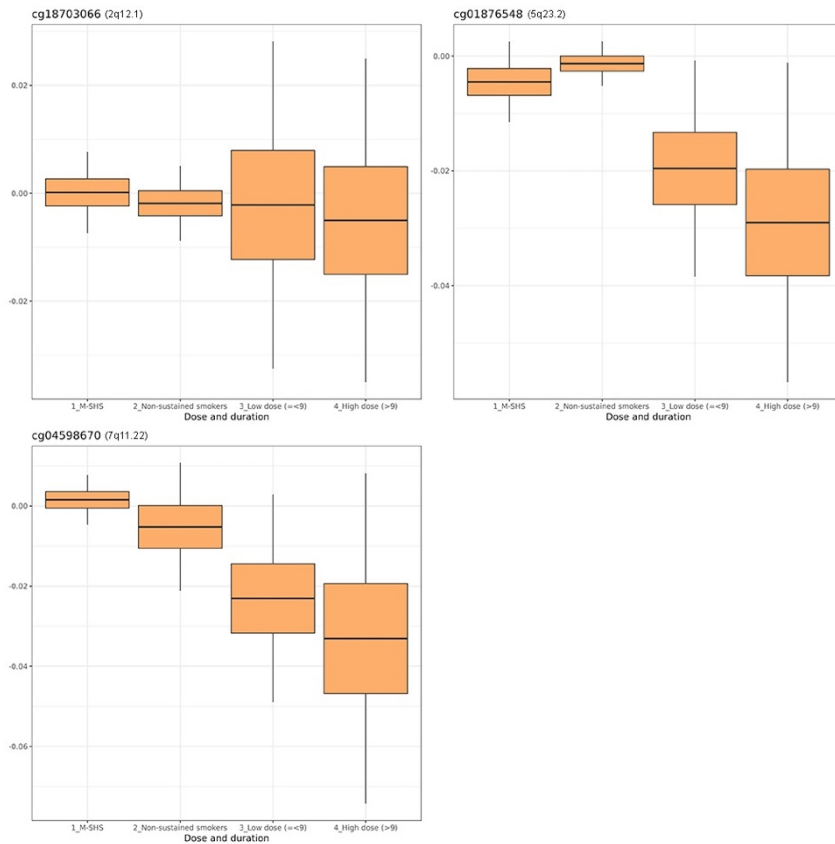 cg18703066 (2q12.1)
0.02
0.00
-0.02
1_M-SHS 2_Non-sustained smokers 3_Low dose (=<9) 4_High dose (>9)
Dose and duration
cg01876548 (5q23.2)
0.00
-0.02
-0.04
1_M-SHS 2_Non-sustained smokers 3_Low dose (=<9) 4_High dose (>9)
Dose and duration
cg04598670 (7q11.22)
0.00
-0.02
-0.04
-0.06
1_M-SHS 2_Non-sustained smokers 3_Low dose (=<9) 4_High dose (>9)
Dose and duration